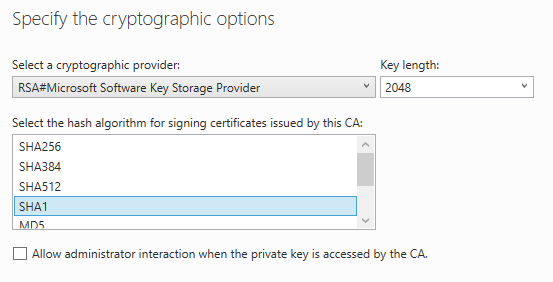 Specify the cryptographic options
Select a cryptographic provider:
Key length:
RSA#Microsoft Software Key Storage Provider
2048
Select the hash algorithm for signing certificates issued by this CA:
SHA256
SHA384
SHA512
SHA1
MD5
Allow administrator interaction when the private key is accessed by the CA.